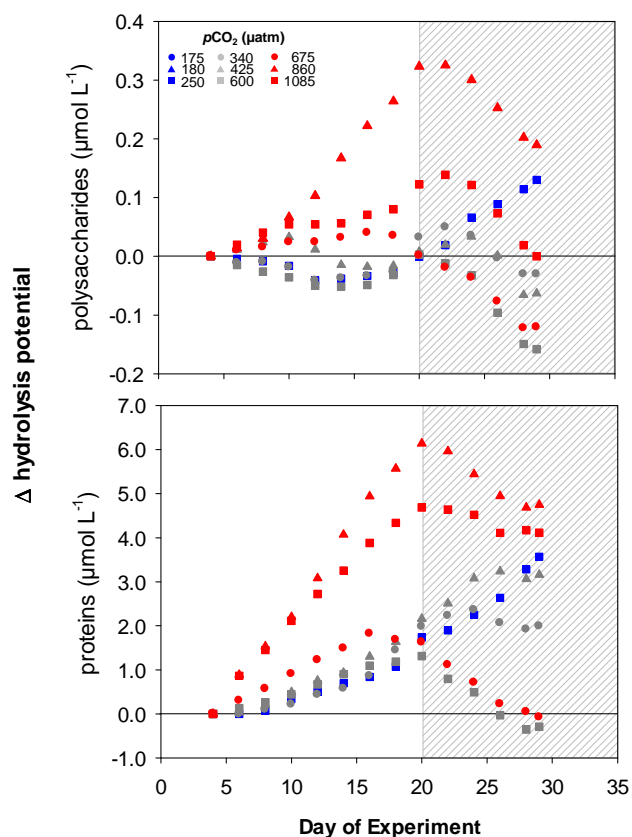 pCO₂ (µatm)
175 340 675
180 425 860
250 600 1085
0.4
0.3
0.2
0.1
0.0
-0.1
-0.2
polysaccharides (µmol L⁻¹)
Δ hydrolysis potential
7.0
6.0
5.0
4.0
3.0
2.0
1.0
0.0
-1.0
proteins (µmol L⁻¹)
0 5 10 15 20 25 30 35
Day of Experiment